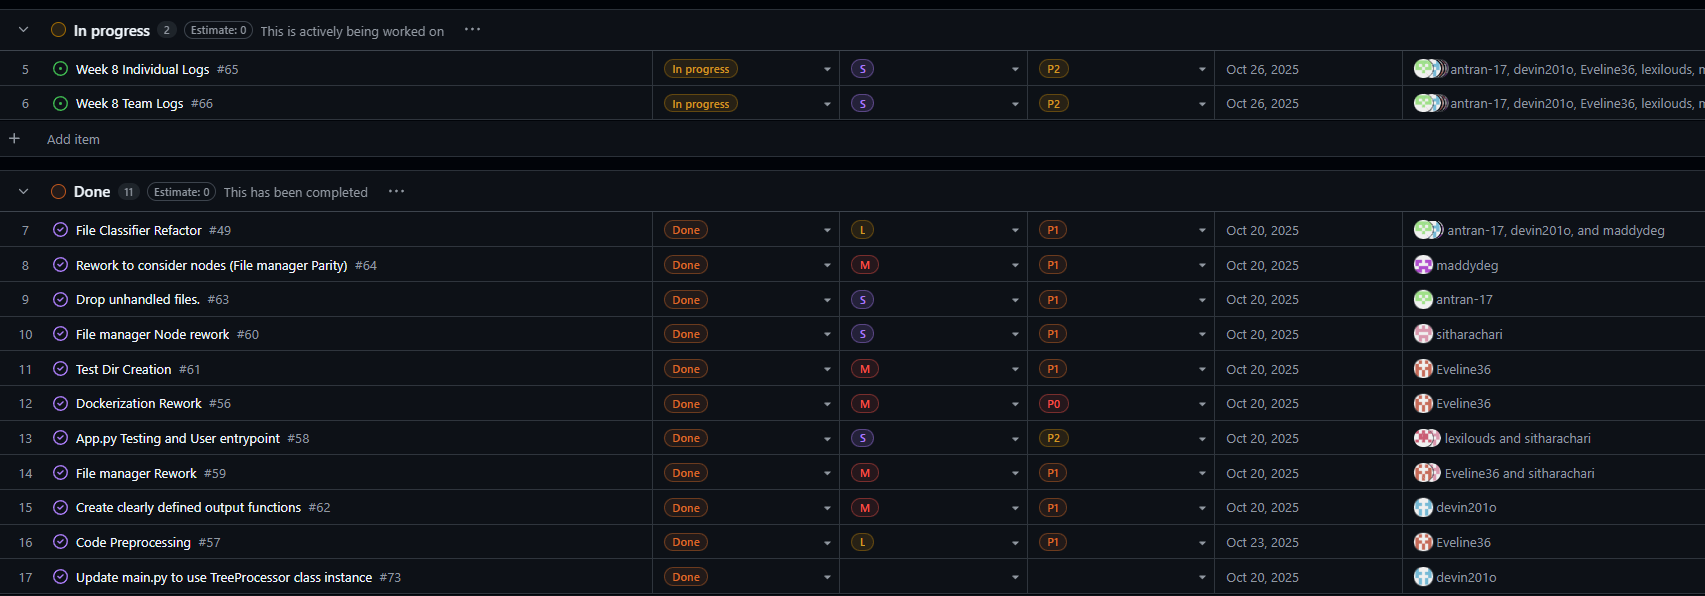 In progress 2 Estimate: 0 This is actively being worked on ...
5 Week 8 Individual Logs #65 In progress S P2 Oct 26, 2025 antran-17, devin201o, Eveline36, lexilouds,
6 Week 8 Team Logs #66 In progress S P2 Oct 26, 2025 antran-17, devin201o, Eveline36, lexilouds,
+ Add item
Done 11 Estimate: 0 This has been completed ...
7 File Classifier Refactor #49 Done L P1 Oct 20, 2025 antran-17, devin201o, and maddydeg
8 Rework to consider nodes (File manager Parity) #64 Done M P1 Oct 20, 2025 maddydeg
9 Drop unhandled files. #63 Done S P1 Oct 20, 2025 antran-17
10 File manager Node rework #60 Done S P1 Oct 20, 2025 sitharachari
11 Test Dir Creation #61 Done M P1 Oct 20, 2025 Eveline36
12 Dockerization Rework #56 Done M P0 Oct 20, 2025 Eveline36
13 App.py Testing and User entrypoint #58 Done S P2 Oct 20, 2025 lexilouds and sitharachari
14 File manager Rework #59 Done M P1 Oct 20, 2025 Eveline36 and sitharachari
15 Create clearly defined output functions #62 Done M P1 Oct 20, 2025 devin201o
16 Code Preprocessing #57 Done L P1 Oct 23, 2025 Eveline36
17 Update main.py to use TreeProcessor class instance #73 Done Oct 20, 2025 devin201o